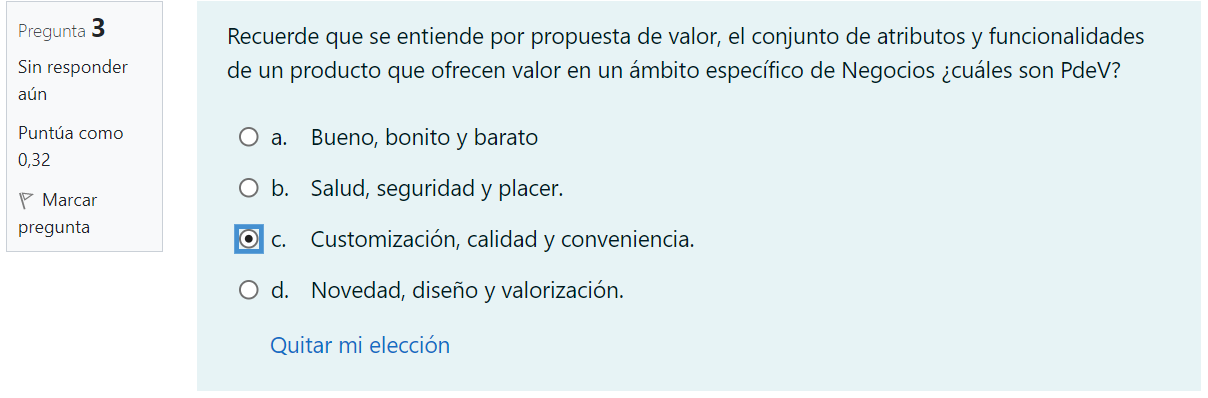 Pregunta 3
Sin responder
aún
Puntúa como
0,32
Marcar
pregunta
Recuerde que se entiende por propuesta de valor, el conjunto de atributos y funcionalidades
de un producto que ofrecen valor en un ámbito específico de Negocios ¿cuáles son PdeV?
a. Bueno, bonito y barato
b. Salud, seguridad y placer.
c. Customización, calidad y conveniencia.
d. Novedad, diseño y valorización.
Quitar mi elección